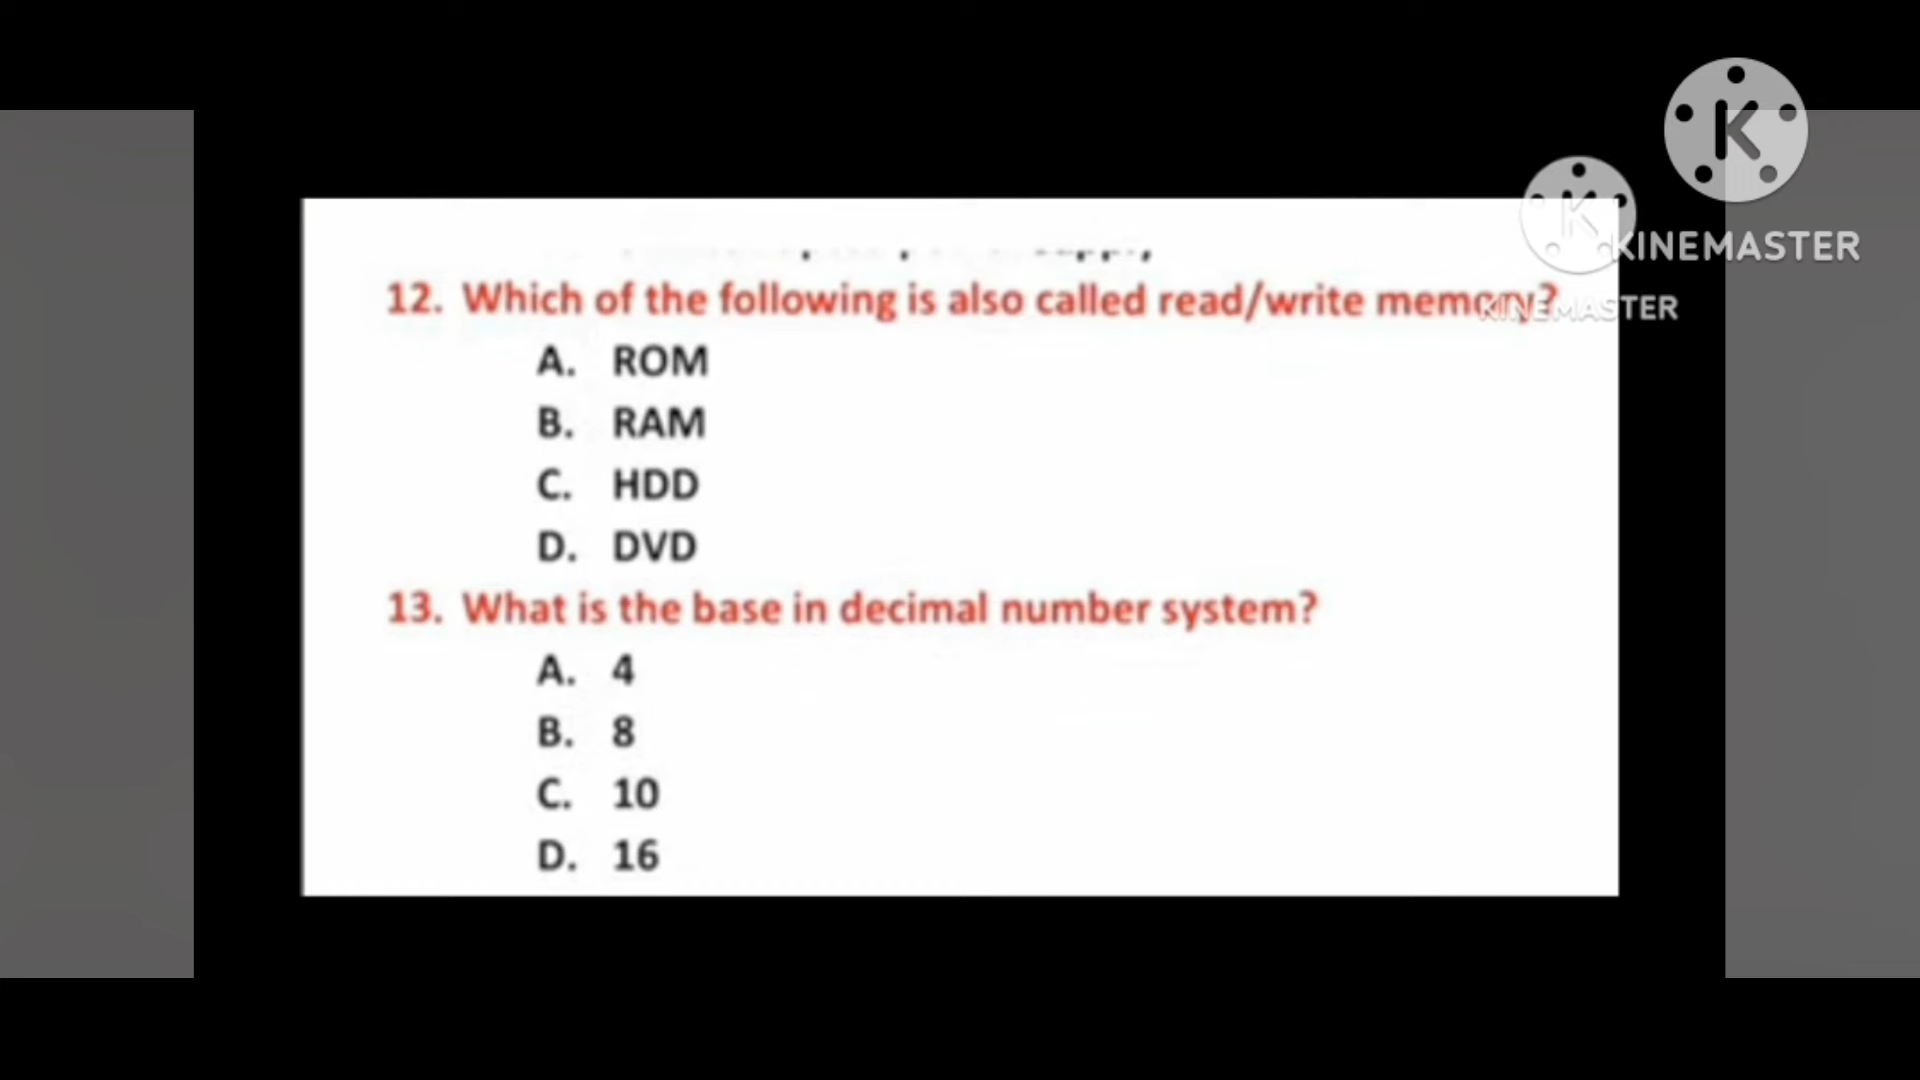 KINEMASTER
12. Which of the following is also called read/write memory?
KINEMASTER
A. ROM
B. RAM
C. HDD
D. DVD
13. What is the base in decimal number system?
A. 4
B. 8
C. 10
D. 16